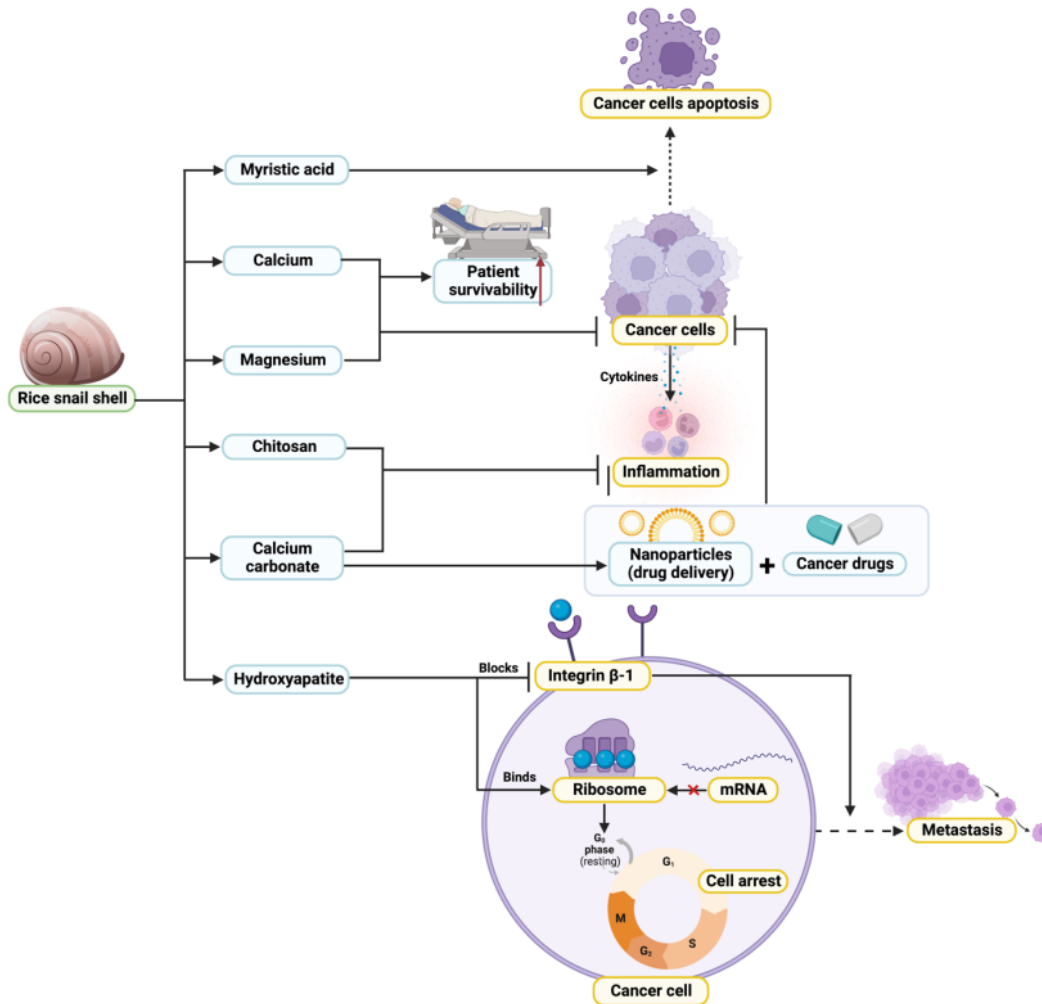 Cancer cells apoptosis
Myristic acid
Calcium
Patient
survivability
Cancer cells
Magnesium
Rice snail shell
Cytokines
Chitosan
Inflammation
Calcium
carbonate
Nanoparticles
(drug delivery)
+
Cancer drugs
Hydroxyapatite
Blocks
Integrin β-1
Binds
Ribosome
mRNA
Metastasis
G₀
phase
(resting)
G₁
Cell arrest
M
S
G₂
Cancer cell